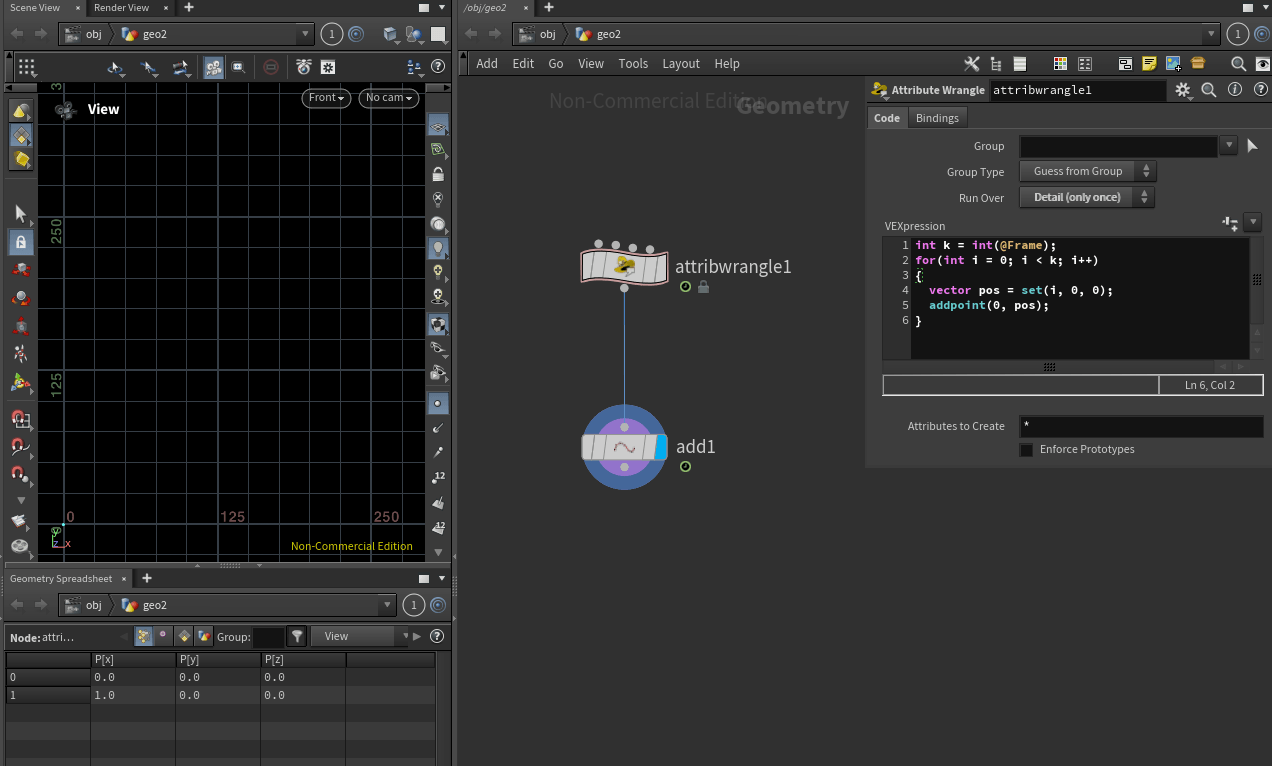 Scene View × Render View × +
obj geo2 1
View
Front No cam
3
250
125
0 125 250
y
z x
Non-Commercial Edition
12
12
Geometry Spreadsheet × +
obj geo2 1
Node: attri... Group: View
P[x] P[y] P[z]
0 0.0 0.0 0.0
1 1.0 0.0 0.0
/obj/geo2 × +
obj geo2 1
Add Edit Go View Tools Layout Help
Non-Commercial Edition
Geometry
attribwrangle1
add1
Attribute Wrangle attribwrangle1
Code Bindings
Group
Group Type Guess from Group
Run Over Detail (only once)
VEXpression
1 int k = int(@Frame);
2 for(int i = 0; i < k; i++)
3 {
4 vector pos = set(i, 0, 0);
5 addpoint(0, pos);
6 }
Ln 6, Col 2
Attributes to Create *
Enforce Prototypes